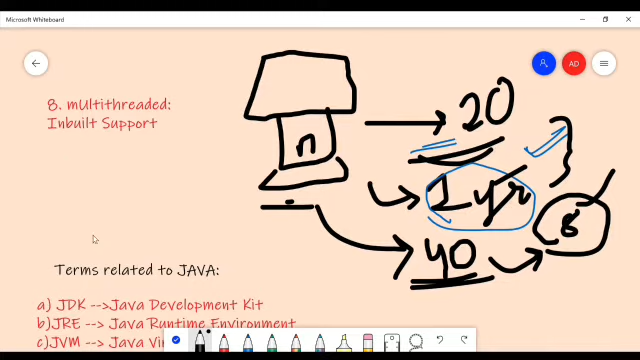 Microsoft Whiteboard
AD
8. mUltithreaded:
Inbuilt Support
n
20
1 yr
40
8
Terms related to JAVA:
a) JDK -->Java Development Kit
b)JRE --> Java Runtime Environment
c)JVM --> Java Vi